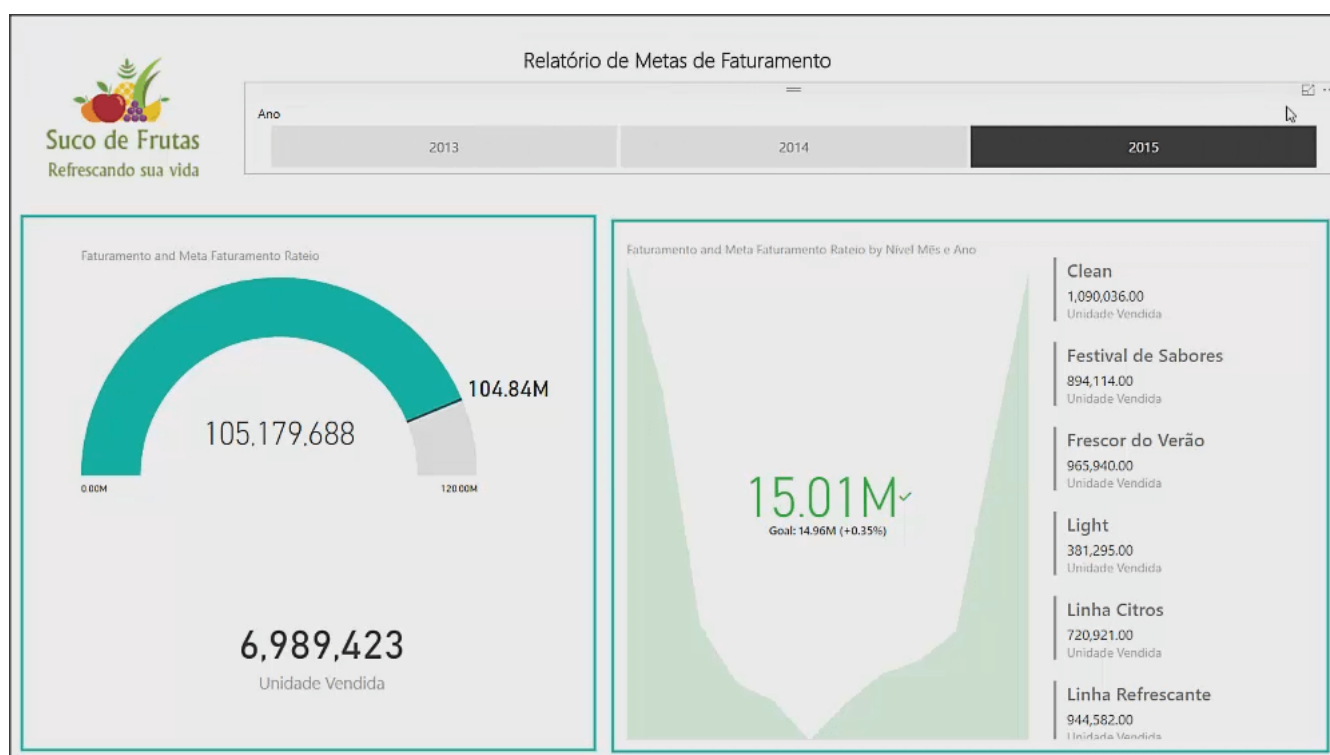 Relatório de Metas de Faturamento
Suco de Frutas
Refrescando sua vida
Ano
2013
2014
2015
Faturamento and Meta Faturamento Rateio
104.84M
105,179,688
0.00M
120.00M
6,989,423
Unidade Vendida
Faturamento and Meta Faturamento Rateio by Nível Mês e Ano
15.01M
Goal: 14.96M (+0.35%)
Clean
1,090,036.00
Unidade Vendida
Festival de Sabores
894,114.00
Unidade Vendida
Frescor do Verão
965,940.00
Unidade Vendida
Light
381,295.00
Unidade Vendida
Linha Citros
720,921.00
Unidade Vendida
Linha Refrescante
944,582.00
Unidade Vendida